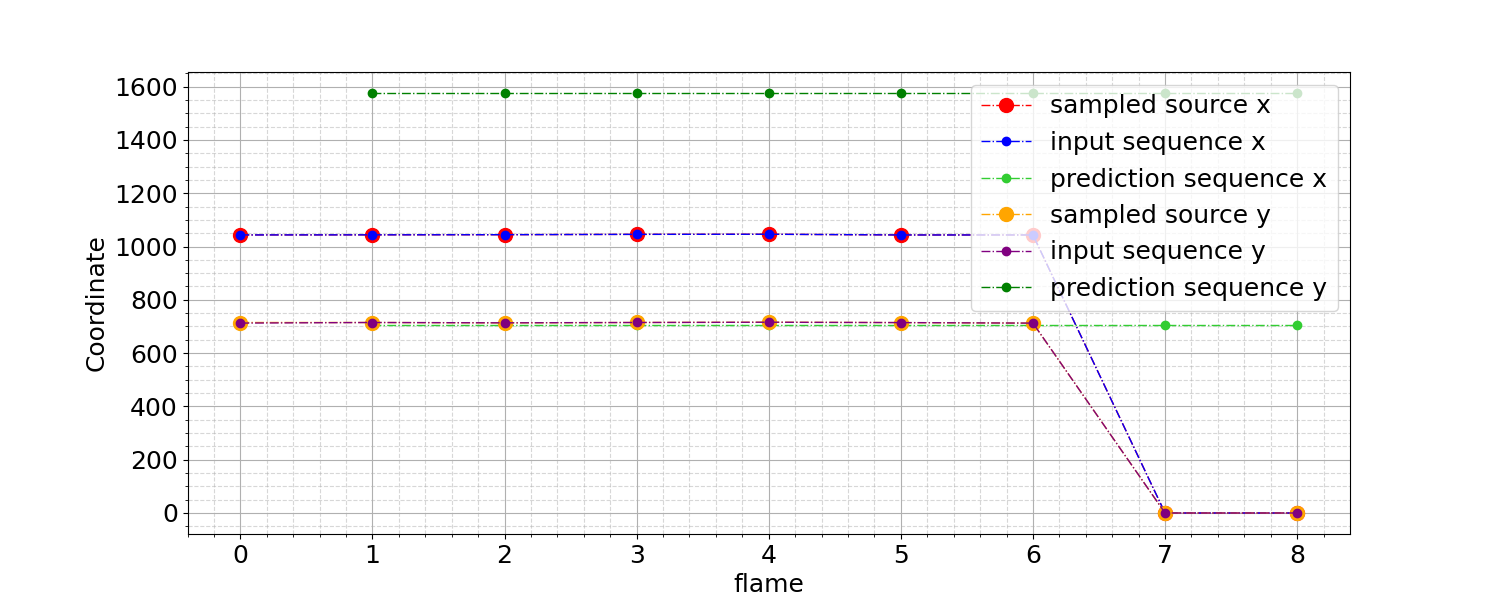 1600
1400
1200
1000
800
600
400
200
0
Coordinate
sampled source x
input sequence x
prediction sequence x
sampled source y
input sequence y
prediction sequence y
0 1 2 3 4 5 6 7 8
flame